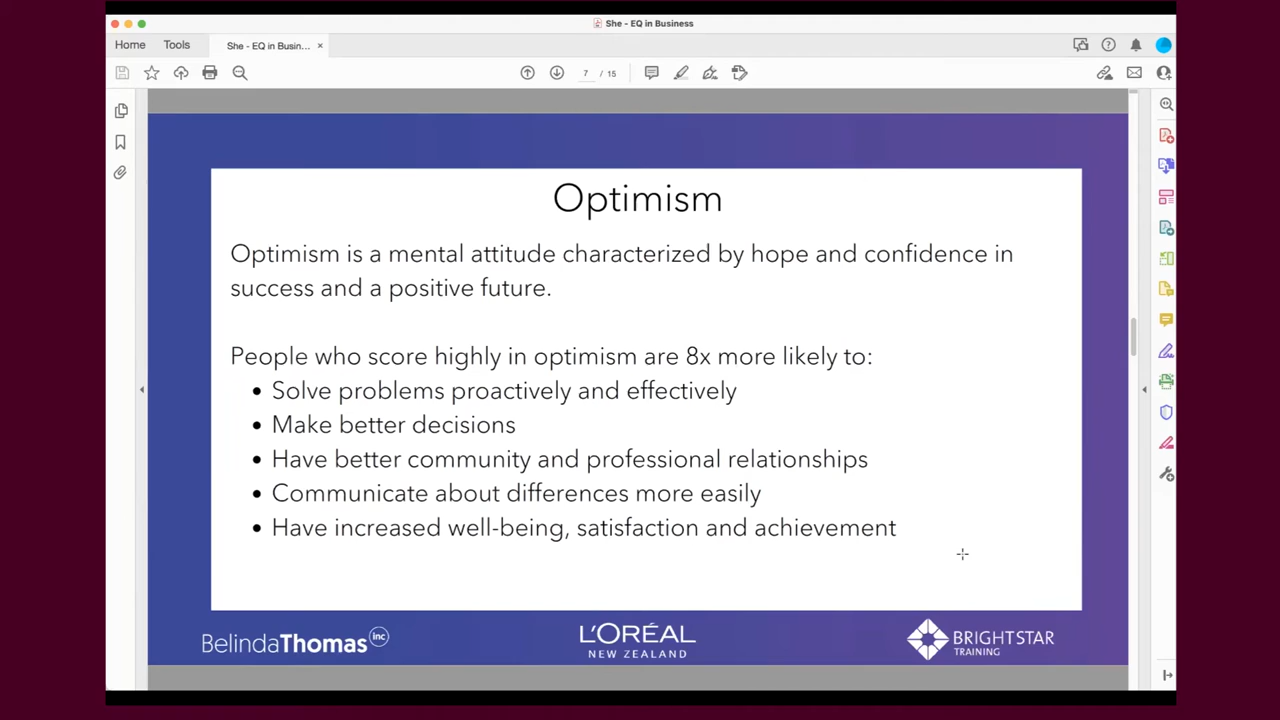 She - EQ in Business
Home
Tools
She - EQ in Busin...
7 / 15
Optimism
Optimism is a mental attitude characterized by hope and confidence in
success and a positive future.
People who score highly in optimism are 8x more likely to:
• Solve problems proactively and effectively
• Make better decisions
• Have better community and professional relationships
• Communicate about differences more easily
• Have increased well-being, satisfaction and achievement
BelindaThomas inc
L'ORÉAL
NEW ZEALAND
BRIGHT STAR
TRAINING